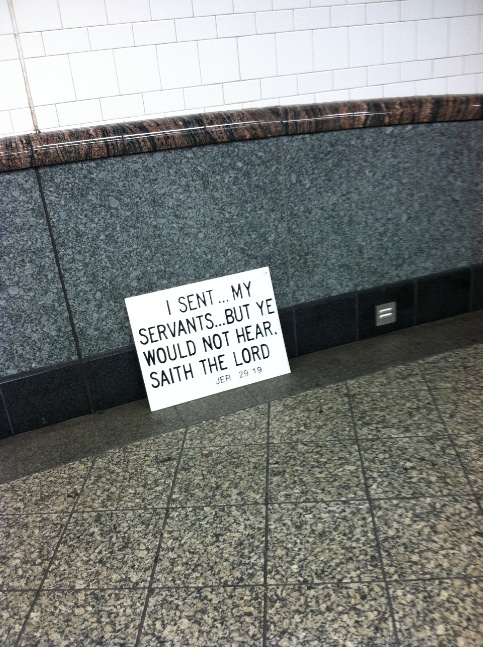 I SENT... MY
SERVANTS...BUT YE
WOULD NOT HEAR.
SAITH THE LORD
JER 29 19